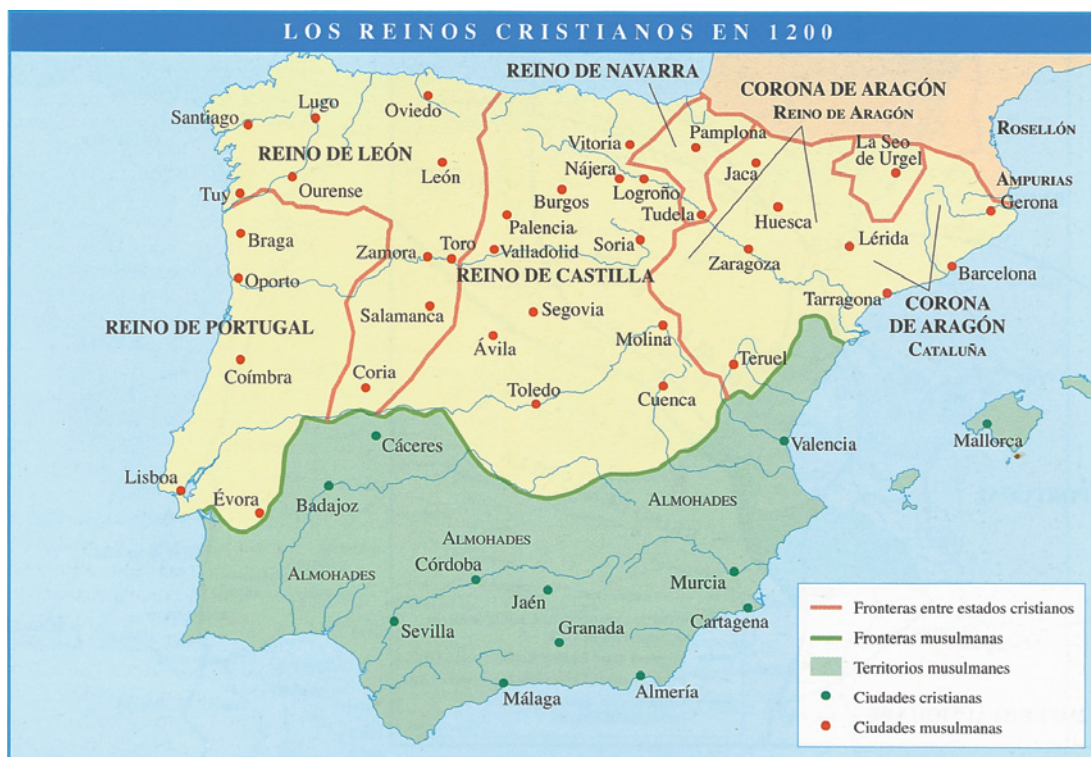 LOS REINOS CRISTIANOS EN 1200
REINO DE NAVARRA
CORONA DE ARAGÓN
REINO DE ARAGÓN
ROSELLÓN
AMPURIAS
Santiago
Lugo
Oviedo
REINO DE LEÓN
León
Tuy
Ourense
Vitoria
Pamplona
Nájera
Logroño
Jaca
La Seo
de Urgel
Gerona
Burgos
Tudela
Huesca
Palencia
Braga
Zamora
Toro
Valladolid
Soria
Zaragoza
Lérida
Barcelona
Oporto
REINO DE CASTILLA
Tarragona
CORONA
DE ARAGÓN
CATALUÑA
REINO DE PORTUGAL
Salamanca
Segovia
Ávila
Molina
Teruel
Coímbra
Coria
Toledo
Cuenca
Cáceres
Valencia
Mallorca
Lisboa
Évora
Badajoz
ALMOHADES
ALMOHADES
ALMOHADES
Córdoba
Jaén
Murcia
Sevilla
Granada
Cartagena
Málaga
Almería
Fronteras entre estados cristianos
Fronteras musulmanas
Territorios musulmanes
Ciudades cristianas
Ciudades musulmanas